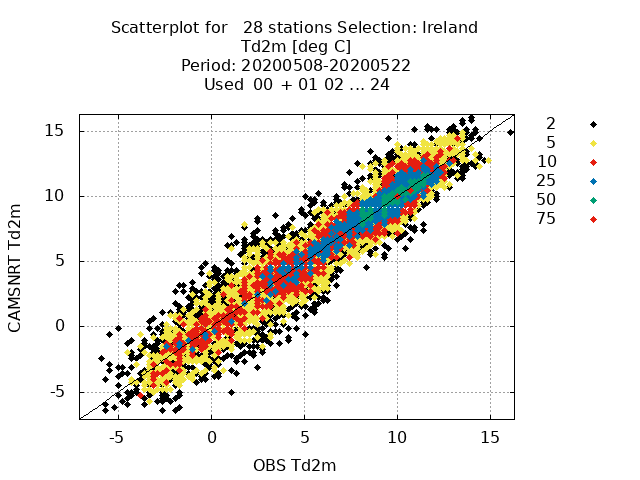 Scatterplot for 28 stations Selection: Ireland
Td2m [deg C]
Period: 20200508-20200522
Used 00 + 01 02 ... 24
15
10
5
0
-5
CAMSNRT Td2m
-5 0 5 10 15
OBS Td2m
2
5
10
25
50
75